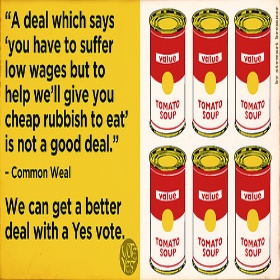 “A deal which says
‘you have to suffer
low wages but to
help we’ll give you
cheap rubbish to eat’
is not a good deal.”
– Common Weal
We can get a better
deal with a Yes vote.
value
TOMATO
SOUP
value
TOMATO
SOUP
value
TOMATO
SOUP
value
TOMATO
SOUP
value
TOMATO
SOUP
value
TOMATO
SOUP